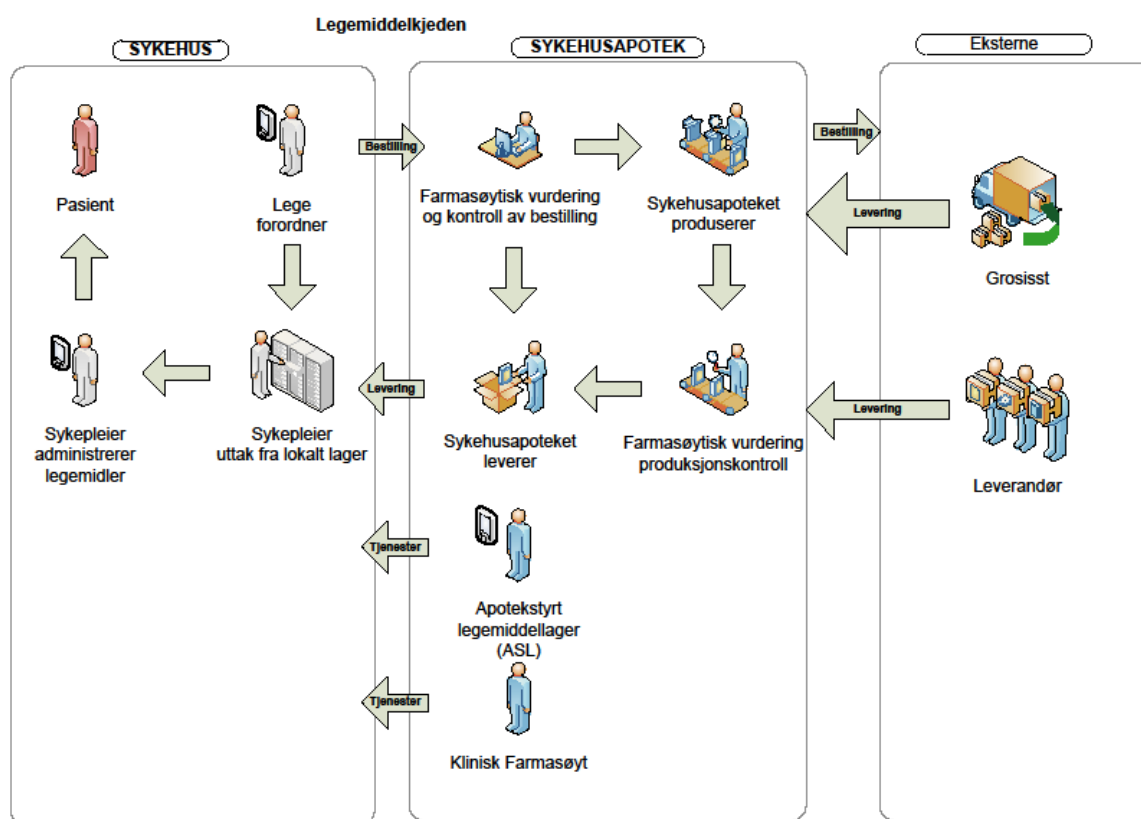 Legemiddelkjeden
SYKEHUS
SYKEHUSAPOTEK
Eksterne
Pasient
Lege
forordner
Bestilling
Farmasøytisk vurdering
og kontroll av bestilling
Sykehusapoteket
produserer
Bestilling
Levering
Grosisst
Sykepleier
administrerer
legemidler
Sykepleier
uttak fra lokalt lager
Levering
Sykehusapoteket
leverer
Farmasøytisk vurdering
produksjonskontroll
Levering
Leverandør
Tjenester
Apotekstyrt
legemiddellager
(ASL)
Tjenester
Klinisk Farmasøyt